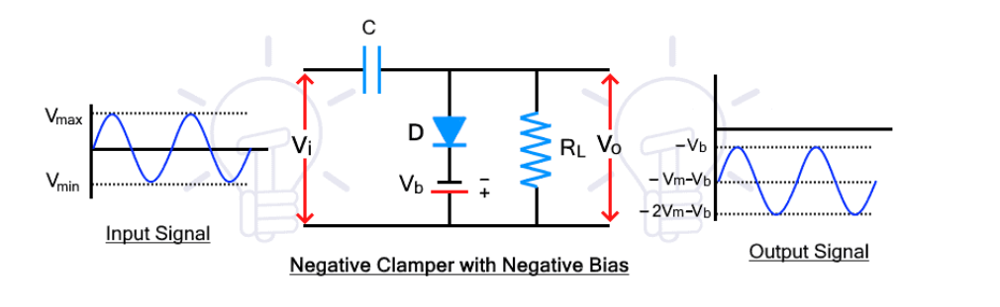 C
Vmax
Vmin
Input Signal
Vi
D
Vb
−
+
RL
Vo
−Vb
− Vm−Vb
− 2Vm−Vb
Output Signal
Negative Clamper with Negative Bias